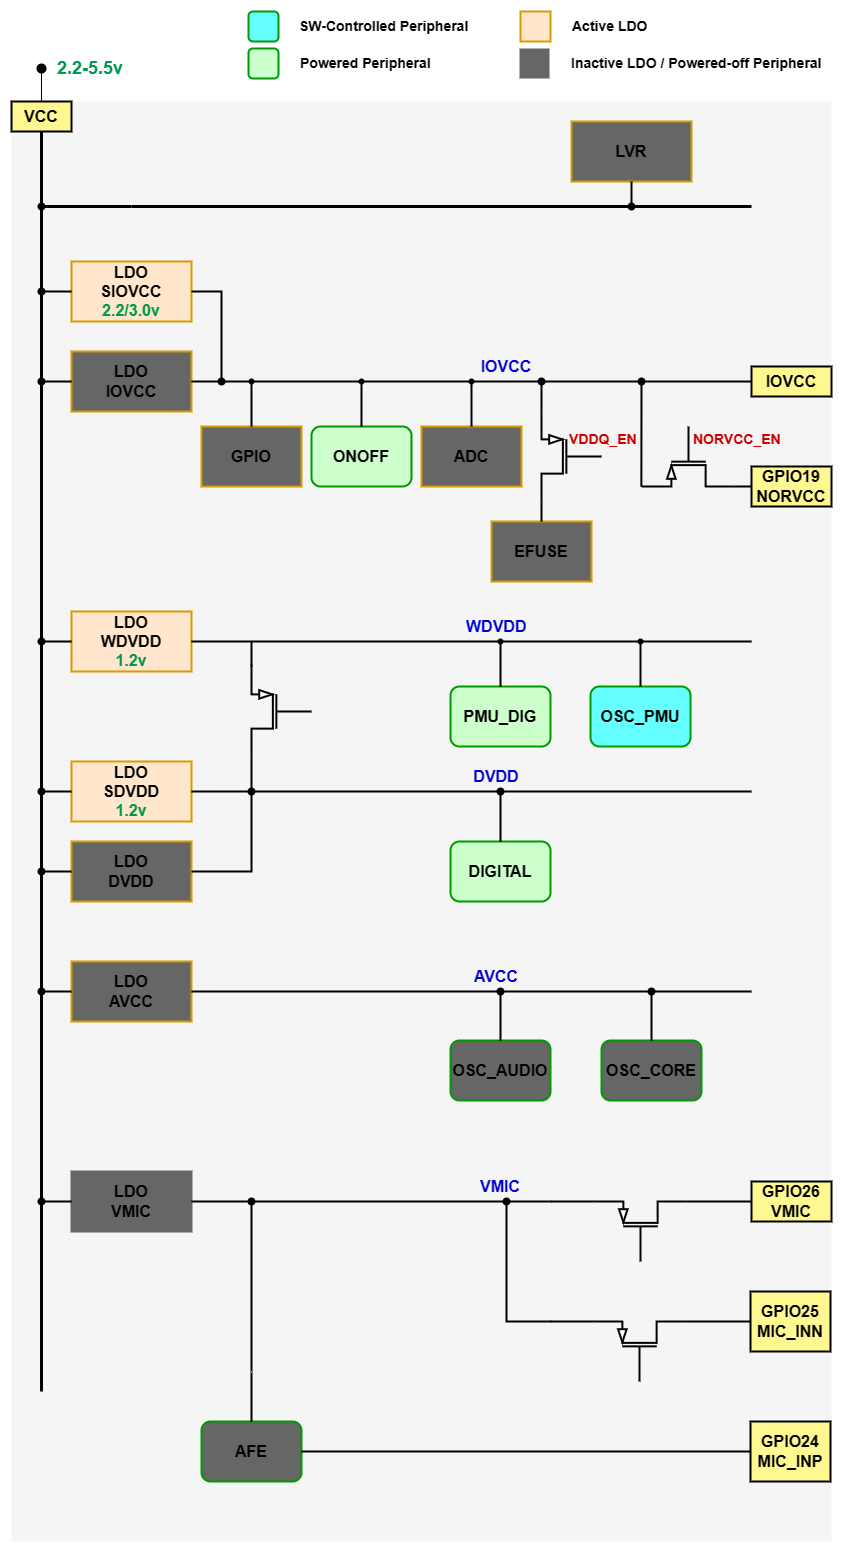 SW-Controlled Peripheral
Active LDO
Powered Peripheral
Inactive LDO / Powered-off Peripheral
2.2-5.5v
VCC
LVR
LDO
SIOVCC
2.2/3.0v
LDO
IOVCC
IOVCC
IOVCC
GPIO
ONOFF
ADC
VDDQ_EN
NORVCC_EN
GPIO19
NORVCC
EFUSE
LDO
WDVDD
1.2v
WDVDD
PMU_DIG
OSC_PMU
LDO
SDVDD
1.2v
DVDD
LDO
DVDD
DIGITAL
LDO
AVCC
AVCC
OSC_AUDIO
OSC_CORE
LDO
VMIC
VMIC
GPIO26
VMIC
GPIO25
MIC_INN
AFE
GPIO24
MIC_INP